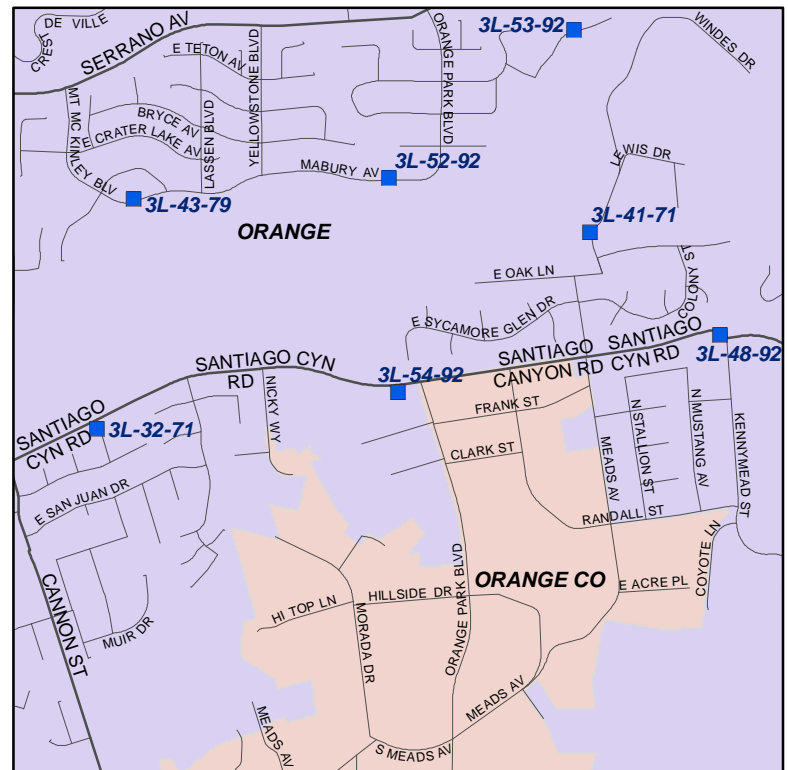 DE VILLE
CREST
SERRANO AV
E TETON AV
YELLOWSTONE BLVD
ORANGE PARK BLVD
3L-53-92
WINDES DR
MT MC KINLEY BLV
BRYCE AV
E CRATER LAKE AV
LASSEN BLVD
MABURY AV
3L-52-92
LEWIS DR
3L-43-79
ORANGE
3L-41-71
E OAK LN
COLONY ST
E SYCAMORE GLEN DR
SANTIAGO CYN
RD
SANTIAGO
CANYON RD
SANTIAGO
CYN RD
3L-48-92
3L-54-92
NICKY WY
FRANK ST
SANTIAGO
CYN RD
3L-32-71
CLARK ST
MEADS AV
N STALLION ST
N MUSTANG AV
KENNYMEAD ST
E SAN JUAN DR
RANDALL ST
CANNON ST
MUIR DR
HI TOP LN
HILLSIDE DR
MORADA DR
ORANGE PARK BLVD
ORANGE CO
E ACRE PL
COYOTE LN
MEADS AV
MEADS AV
S MEADS AV